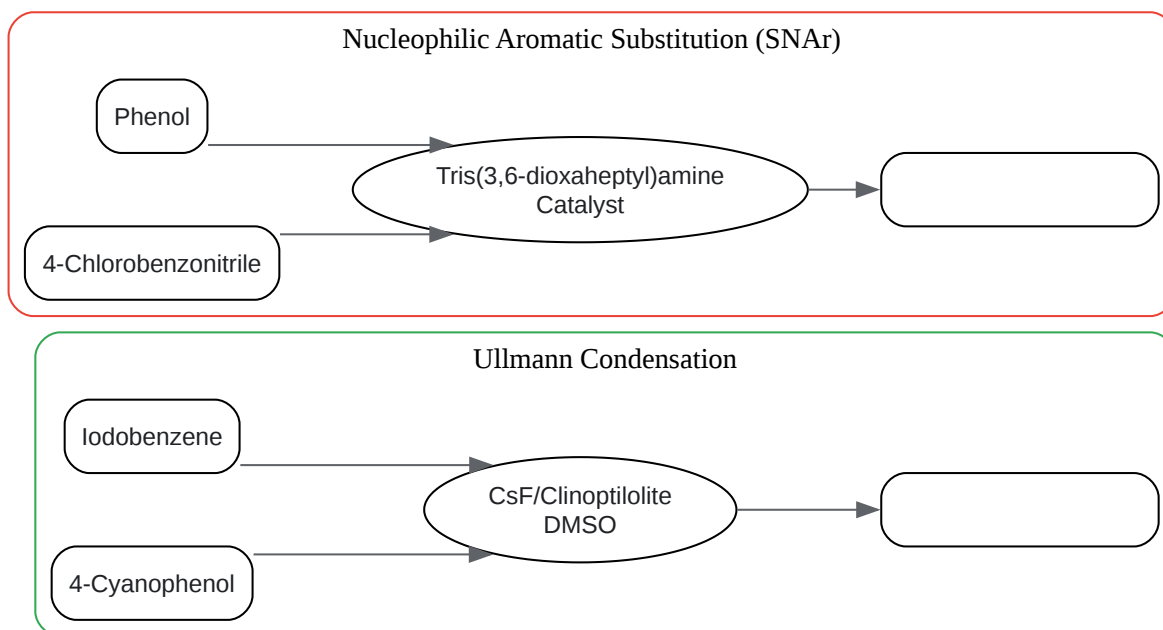 Nucleophilic Aromatic Substitution (SNAr)
Phenol
Tris(3,6-dioxaheptyl)amine
Catalyst
4-Chlorobenzonitrile
Ullmann Condensation
Iodobenzene
CsF/Clinoptilolite
DMSO
4-Cyanophenol